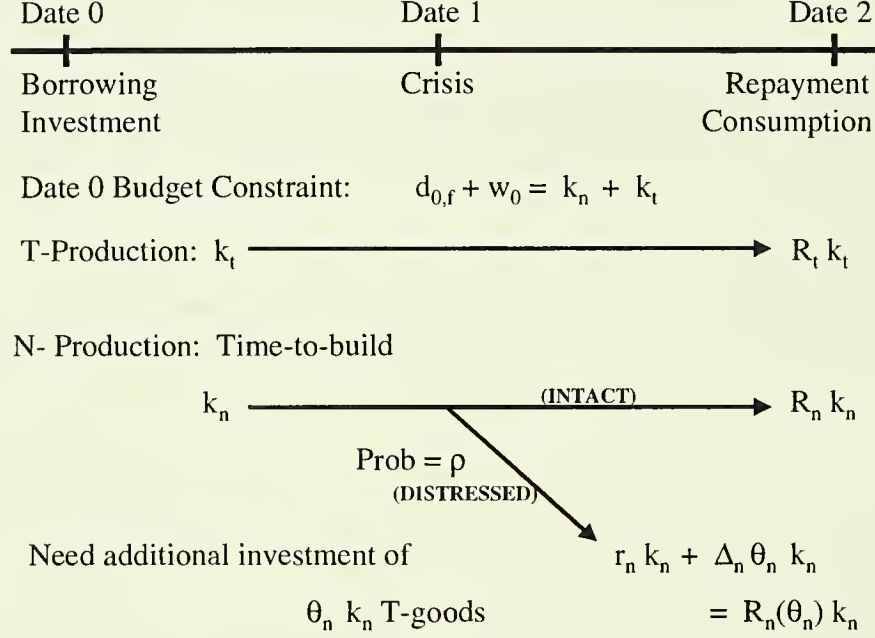 Date 0 Date 1 Date 2
Borrowing Crisis Repayment
Investment Consumption
Date 0 Budget Constraint: d₀,f + w₀ = kₙ + kₜ
T-Production: kₜ Rₜ kₜ
N- Production: Time-to-build
kₙ (INTACT) Rₙ kₙ
Prob = ρ
(DISTRESSED)
Need additional investment of rₙ kₙ + Δₙ θₙ kₙ
θₙ kₙ T-goods = Rₙ(θₙ) kₙ